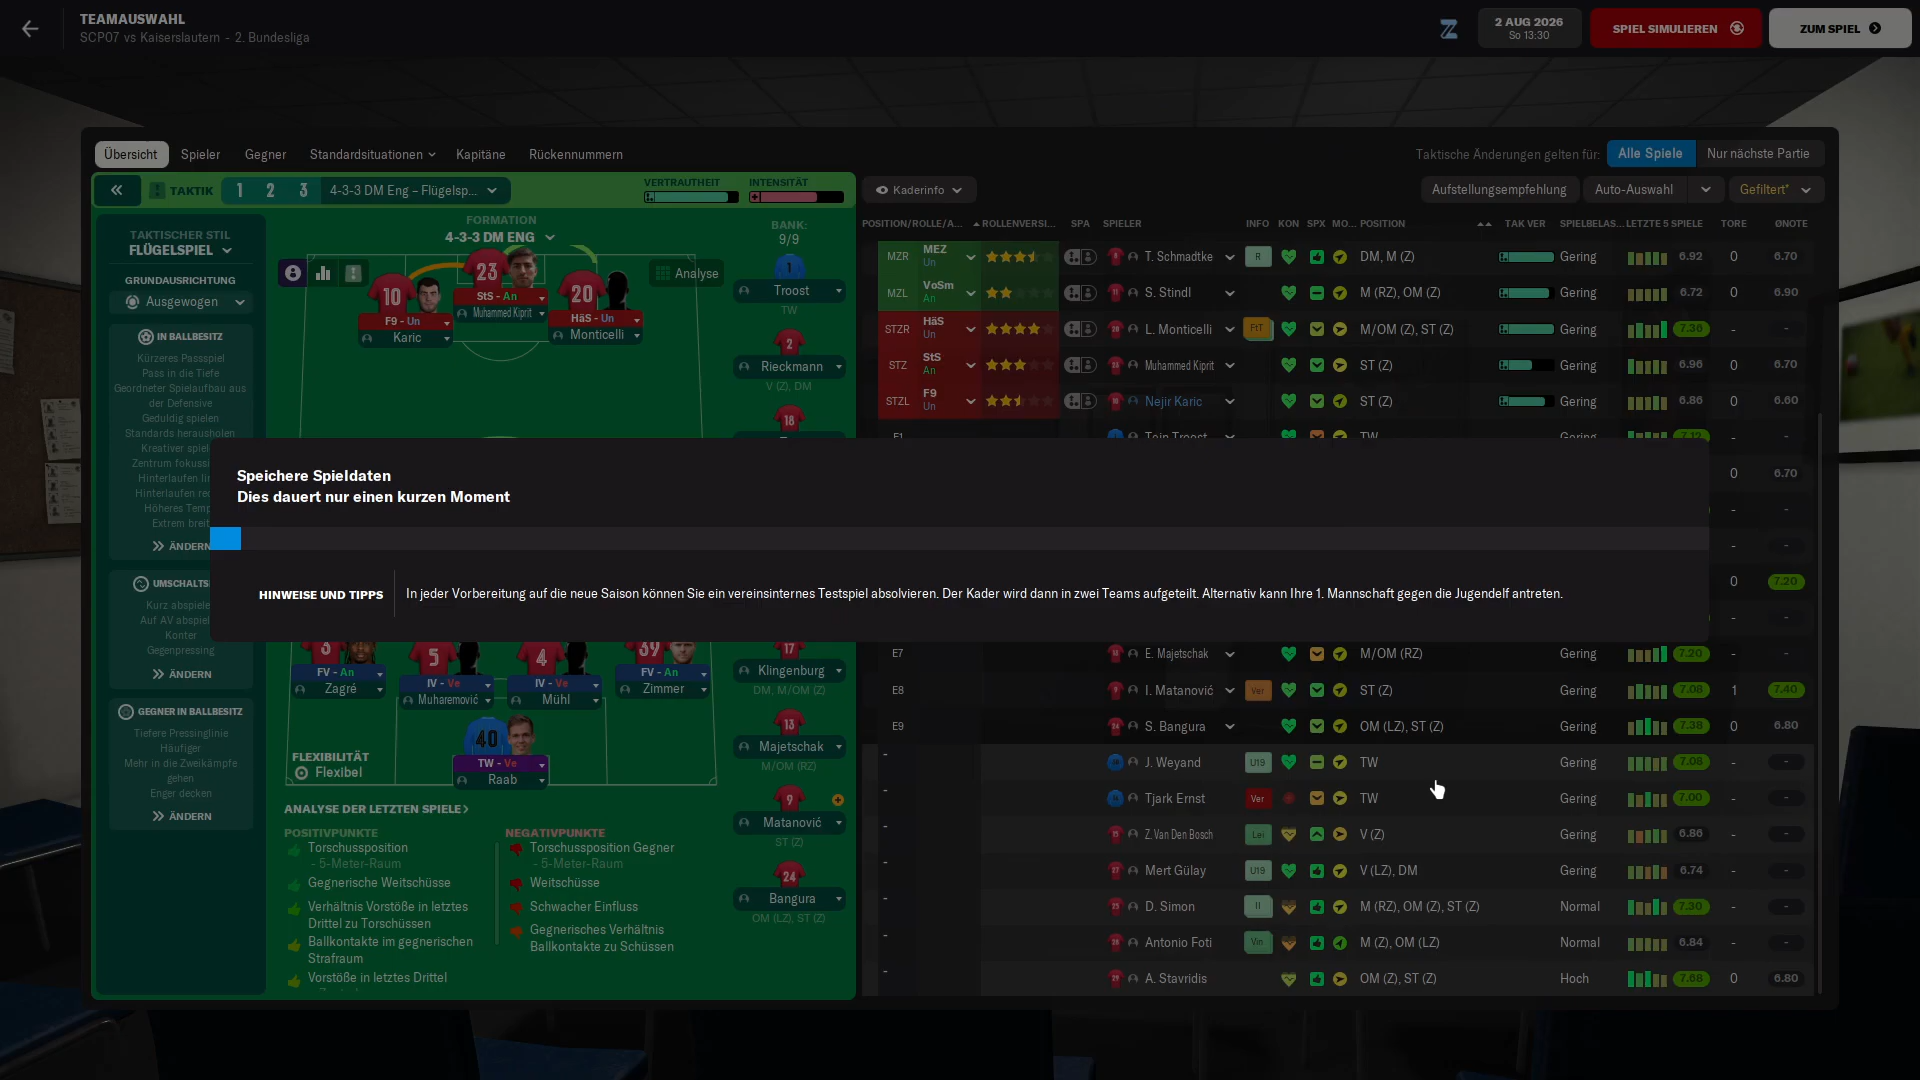 TEAMAUSWAHL
SCP07 vs Kaiserslautern - 2. Bundesliga
2 AUG 2026
So 13:30
SPIEL SIMULIEREN
ZUM SPIEL
Übersicht Spieler Gegner Standardsituationen Kapitäne Rückennummern
Taktische Änderungen gelten für: Alle Spiele Nur nächste Partie
TAKTIK 1 2 3 4-3-3 DM Eng – Flügelsp...
VERTRAUTHEIT INTENSITÄT
Kaderinfo
Aufstellungsempfehlung Auto-Auswahl Gefiltert*
TAKTISCHER STIL
FLÜGELSPIEL
GRUNDAUSRICHTUNG
Ausgewogen
IN BALLBESITZ
Kürzeres Passspiel
Pass in die Tiefe
Geordneter Spielaufbau aus
der Defensive
Geduldig spielen
Standards herausholen
Kreativer spiel
Zentrum fokussi
Hinterlaufen lin
Hinterlaufen rec
Höheres Temp
Extrem breit
ÄNDERN
UMSCHALTS
Kurz abspiele
Auf AV abspiel
Konter
Gegenpressing
ÄNDERN
GEGNER IN BALLBESITZ
Tiefere Pressinglinie
Häufiger
Mehr in die Zweikämpfe
gehen
Enger decken
ÄNDERN
FORMATION
4-3-3 DM ENG
Analyse
10
F9 - Un
Karic
23
StS - An
Muhammed Kiprit
20
HäS - Un
Monticelli
3
FV - An
Zagré
5
IV - Ve
Muharemović
4
IV - Ve
Mühl
39
FV - An
Zimmer
40
TW - Ve
Raab
FLEXIBILITÄT
Flexibel
BANK:
9/9
1
Troost
TW
2
Rieckmann
V (Z), DM
18
17
Klingenburg
DM, M/OM (Z)
13
Majetschak
M/OM (RZ)
9
Matanović
ST (Z)
24
Bangura
OM (LZ), ST (Z)
ANALYSE DER LETZTEN SPIELE
POSITIVPUNKTE
Torschussposition
- 5-Meter-Raum
Gegnerische Weitschüsse
Verhältnis Vorstöße in letztes
Drittel zu Torschüssen
Ballkontakte im gegnerischen
Strafraum
Vorstöße in letztes Drittel
NEGATIVPUNKTE
Torschussposition Gegner
- 5-Meter-Raum
Weitschüsse
Schwacher Einfluss
Gegnerisches Verhältnis
Ballkontakte zu Schüssen
POSITION/ROLLE/A... ROLLENVERSI... SPA SPIELER INFO KON SPX MO... POSITION TAK VER SPIELBELAS... LETZTE 5 SPIELE TORE ØNOTE
MZR MEZ Un T. Schmadtke R DM, M (Z) Gering 6.92 0 6.70
MZL VoSm An S. Stindl M (RZ), OM (Z) Gering 6.72 0 6.90
STZR HäS Un L. Monticelli FtT M/OM (Z), ST (Z) Gering 7.36 0 -
STZ StS An Muhammed Kiprit ST (Z) Gering 6.96 0 6.70
STZL F9 Un Nejir Karic ST (Z) Gering 6.86 0 6.60
E1 Tein Troost TW Gering 7.12 - -
0 6.70
- -
- -
0 7.20
- -
E7 E. Majetschak M/OM (RZ) Gering 7.20 - -
E8 I. Matanović Ver ST (Z) Gering 7.08 1 7.40
E9 S. Bangura OM (LZ), ST (Z) Gering 7.38 0 6.80
- J. Weyand U19 TW Gering 7.08 - -
- Tjark Ernst Ver TW Gering 7.00 - -
- Z. Van Den Bosch Lei V (Z) Gering 6.86 - -
- Mert Gülay U19 V (LZ), DM Gering 6.74 - -
- D. Simon II M (RZ), OM (Z), ST (Z) Normal 7.30 - -
- Antonio Foti Vin M (Z), OM (LZ) Normal 6.84 - -
- A. Stavridis OM (Z), ST (Z) Hoch 7.68 0 6.80
Speichere Spieldaten
Dies dauert nur einen kurzen Moment
HINWEISE UND TIPPS
In jeder Vorbereitung auf die neue Saison können Sie ein vereinsinternes Testspiel absolvieren. Der Kader wird dann in zwei Teams aufgeteilt. Alternativ kann Ihre 1. Mannschaft gegen die Jugendelf antreten.